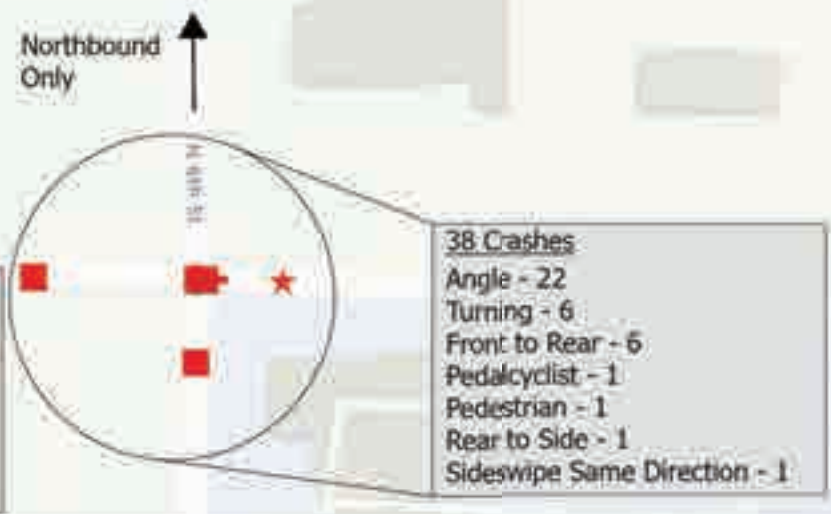 Northbound
Only
38 Crashes
Angle - 22
Turning - 6
Front to Rear - 6
Pedalcyclist - 1
Pedestrian - 1
Rear to Side - 1
Sideswipe Same Direction - 1